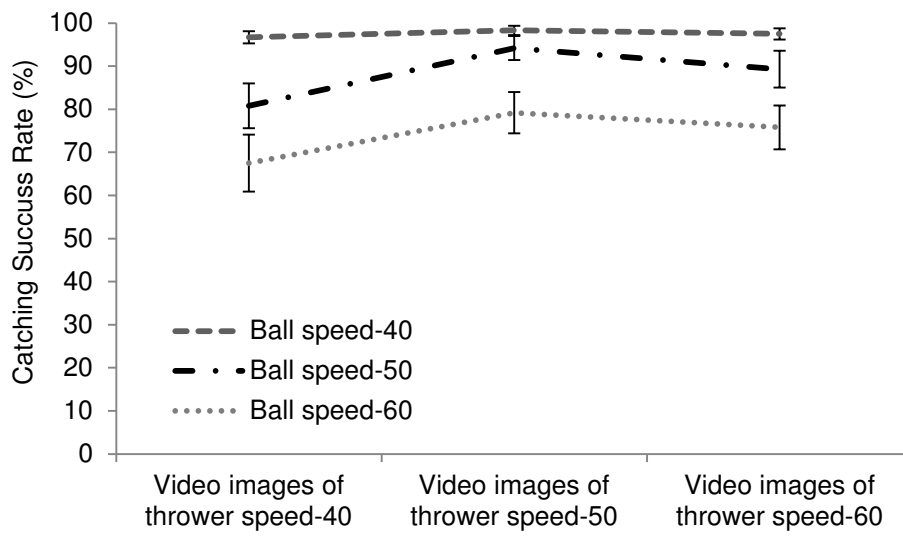 Catching Succuss Rate (%)
100
90
80
70
60
50
40
30
20
10
0
Ball speed-40
Ball speed-50
Ball speed-60
Video images of
thrower speed-40
Video images of
thrower speed-50
Video images of
thrower speed-60